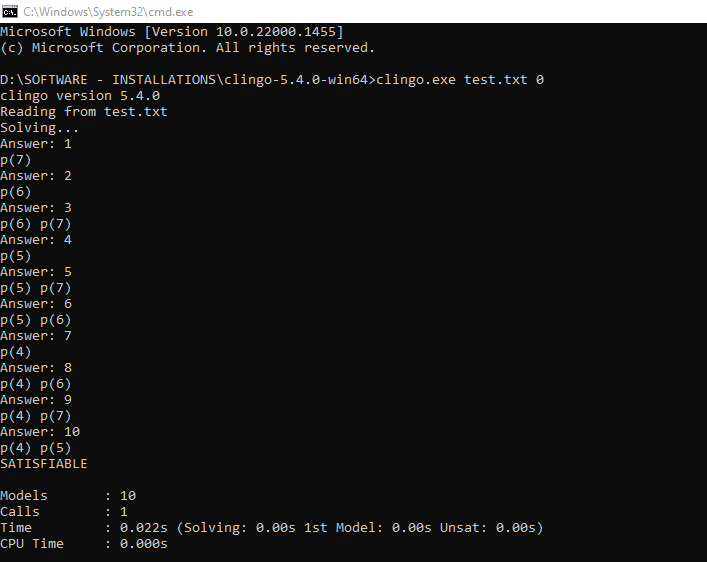 C:\Windows\System32\cmd.exe
Microsoft Windows [Version 10.0.22000.1455]
(c) Microsoft Corporation. All rights reserved.
D:\SOFTWARE - INSTALLATIONS\clingo-5.4.0-win64>clingo.exe test.txt 0
clingo version 5.4.0
Reading from test.txt
Solving...
Answer: 1
p(7)
Answer: 2
p(6)
Answer: 3
p(6) p(7)
Answer: 4
p(5)
Answer: 5
p(5) p(7)
Answer: 6
p(5) p(6)
Answer: 7
p(4)
Answer: 8
p(4) p(6)
Answer: 9
p(4) p(7)
Answer: 10
p(4) p(5)
SATISFIABLE
Models       : 10
Calls        : 1
Time         : 0.022s (Solving: 0.00s 1st Model: 0.00s Unsat: 0.00s)
CPU Time     : 0.000s